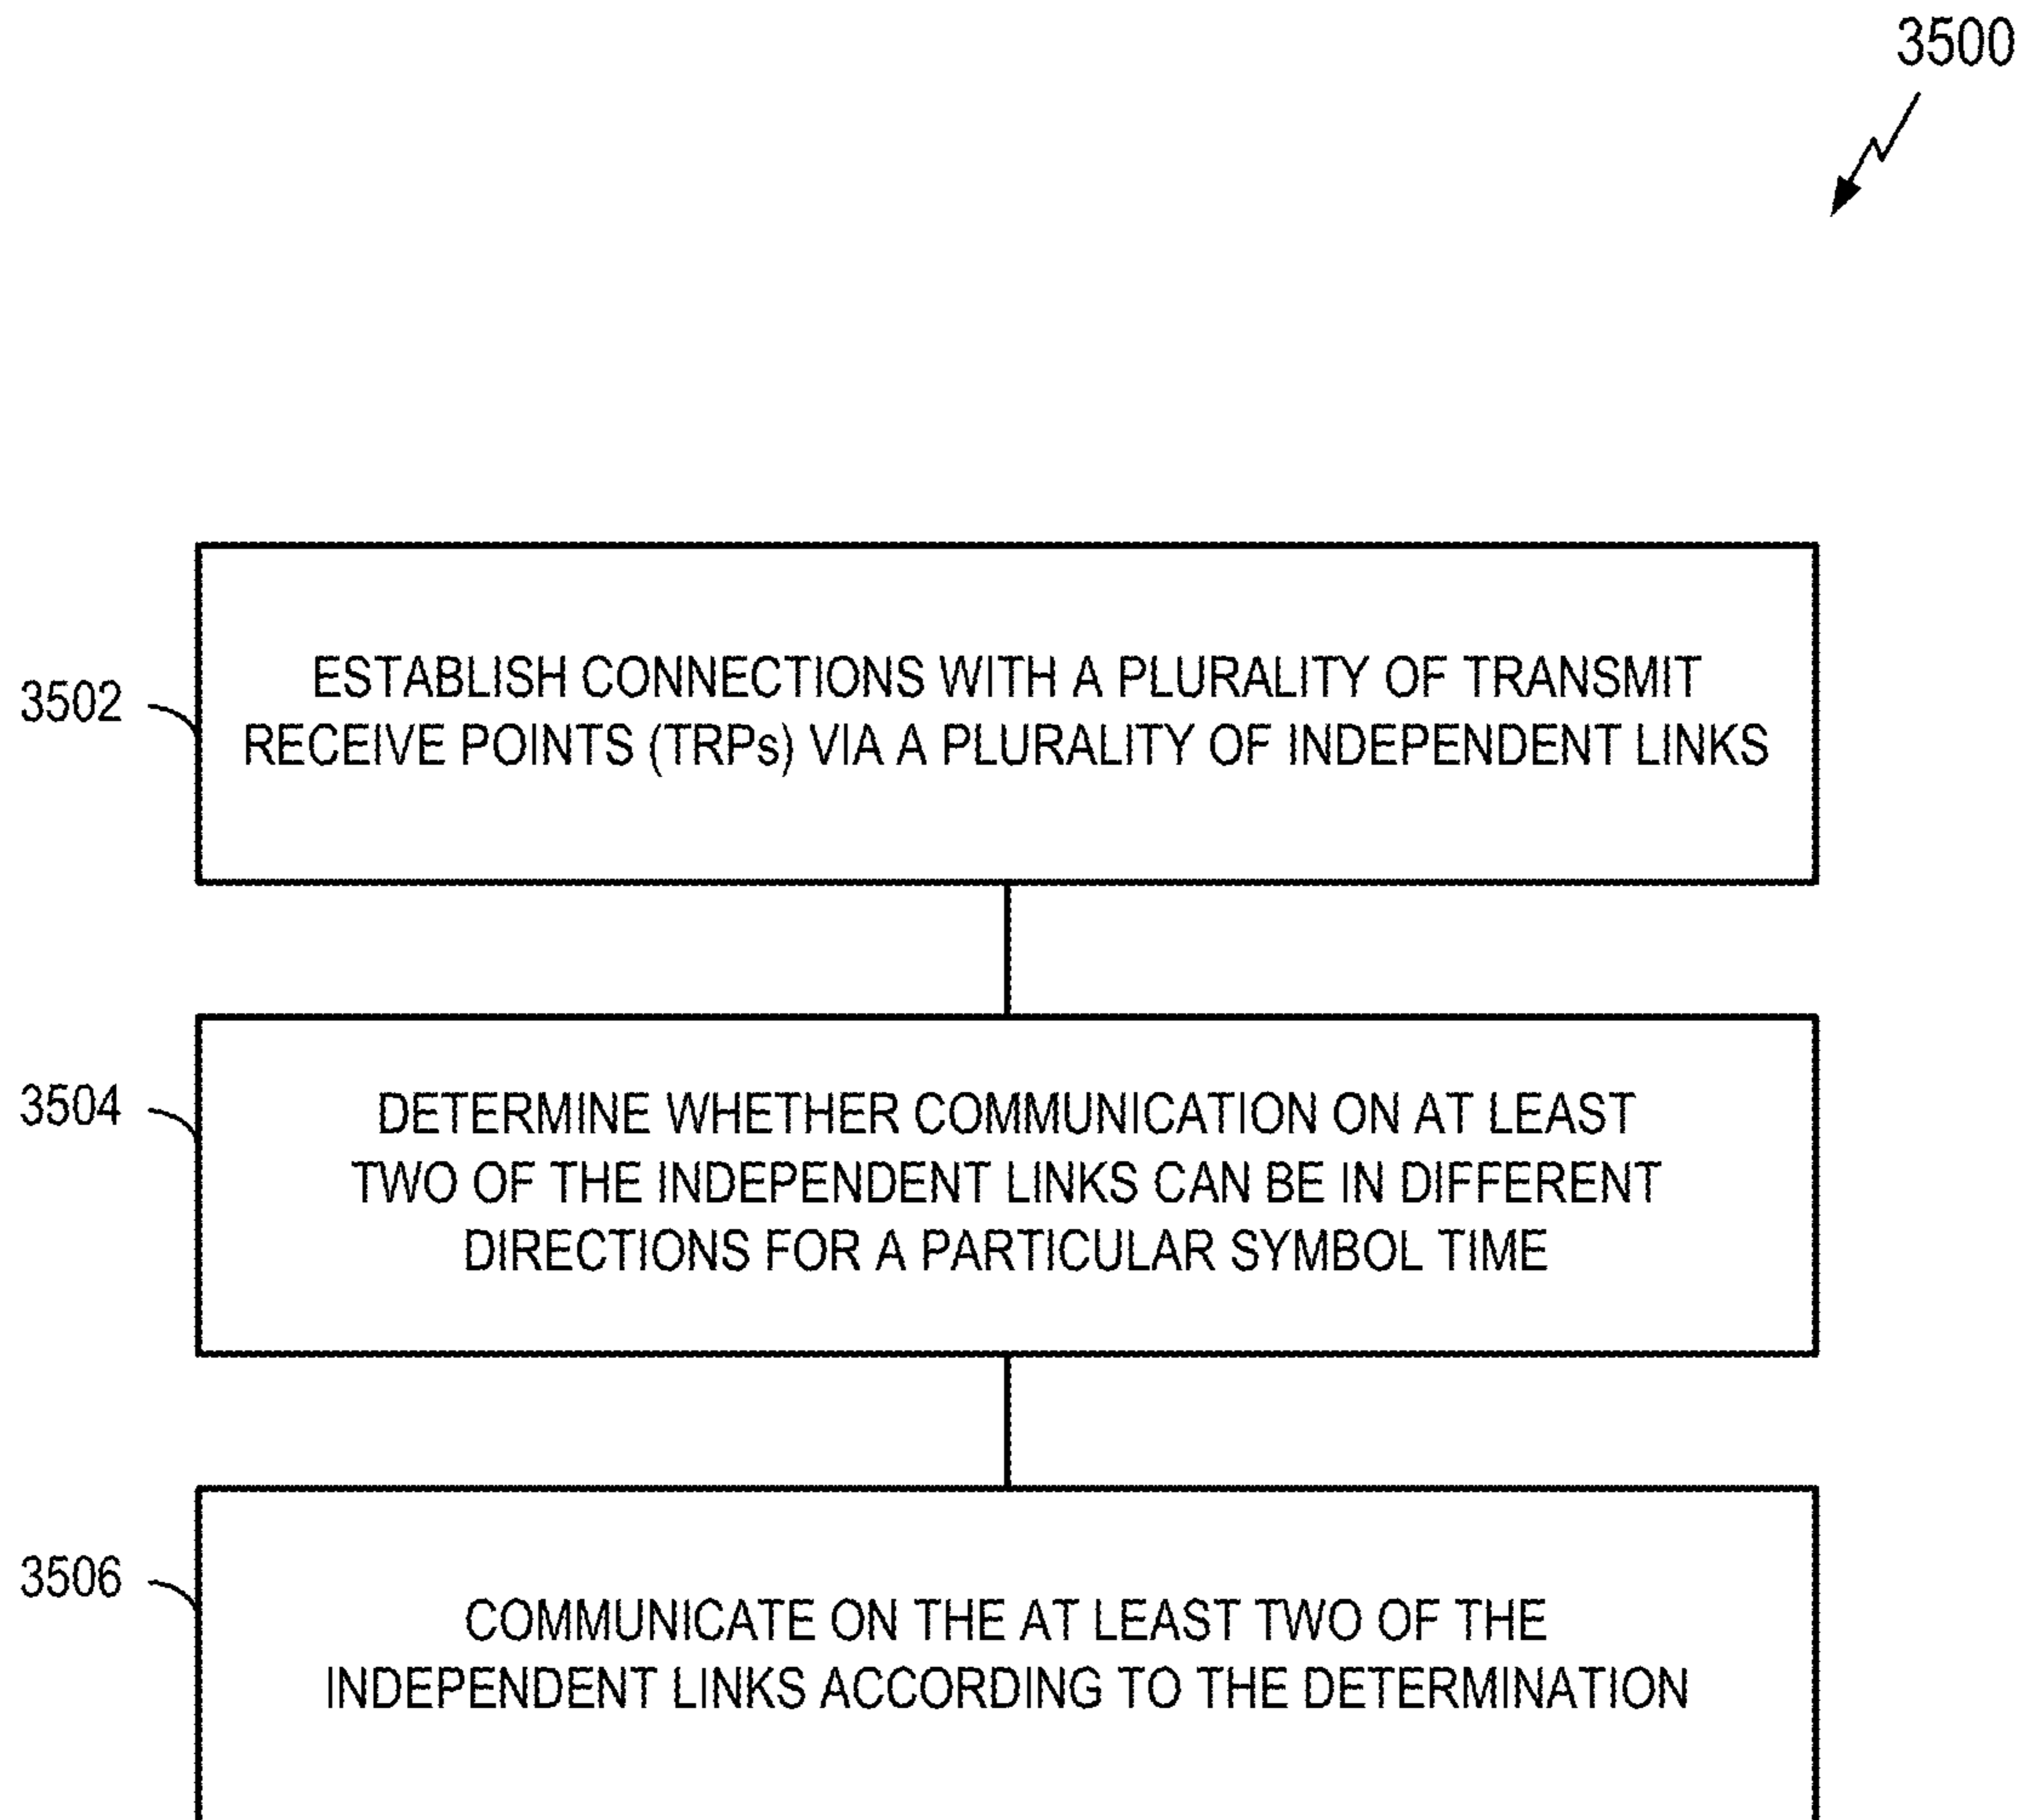 3500
3502
ESTABLISH CONNECTIONS WITH A PLURALITY OF TRANSMIT
RECEIVE POINTS (TRPs) VIA A PLURALITY OF INDEPENDENT LINKS
3504
DETERMINE WHETHER COMMUNICATION ON AT LEAST
TWO OF THE INDEPENDENT LINKS CAN BE IN DIFFERENT
DIRECTIONS FOR A PARTICULAR SYMBOL TIME
3506
COMMUNICATE ON THE AT LEAST TWO OF THE
INDEPENDENT LINKS ACCORDING TO THE DETERMINATION